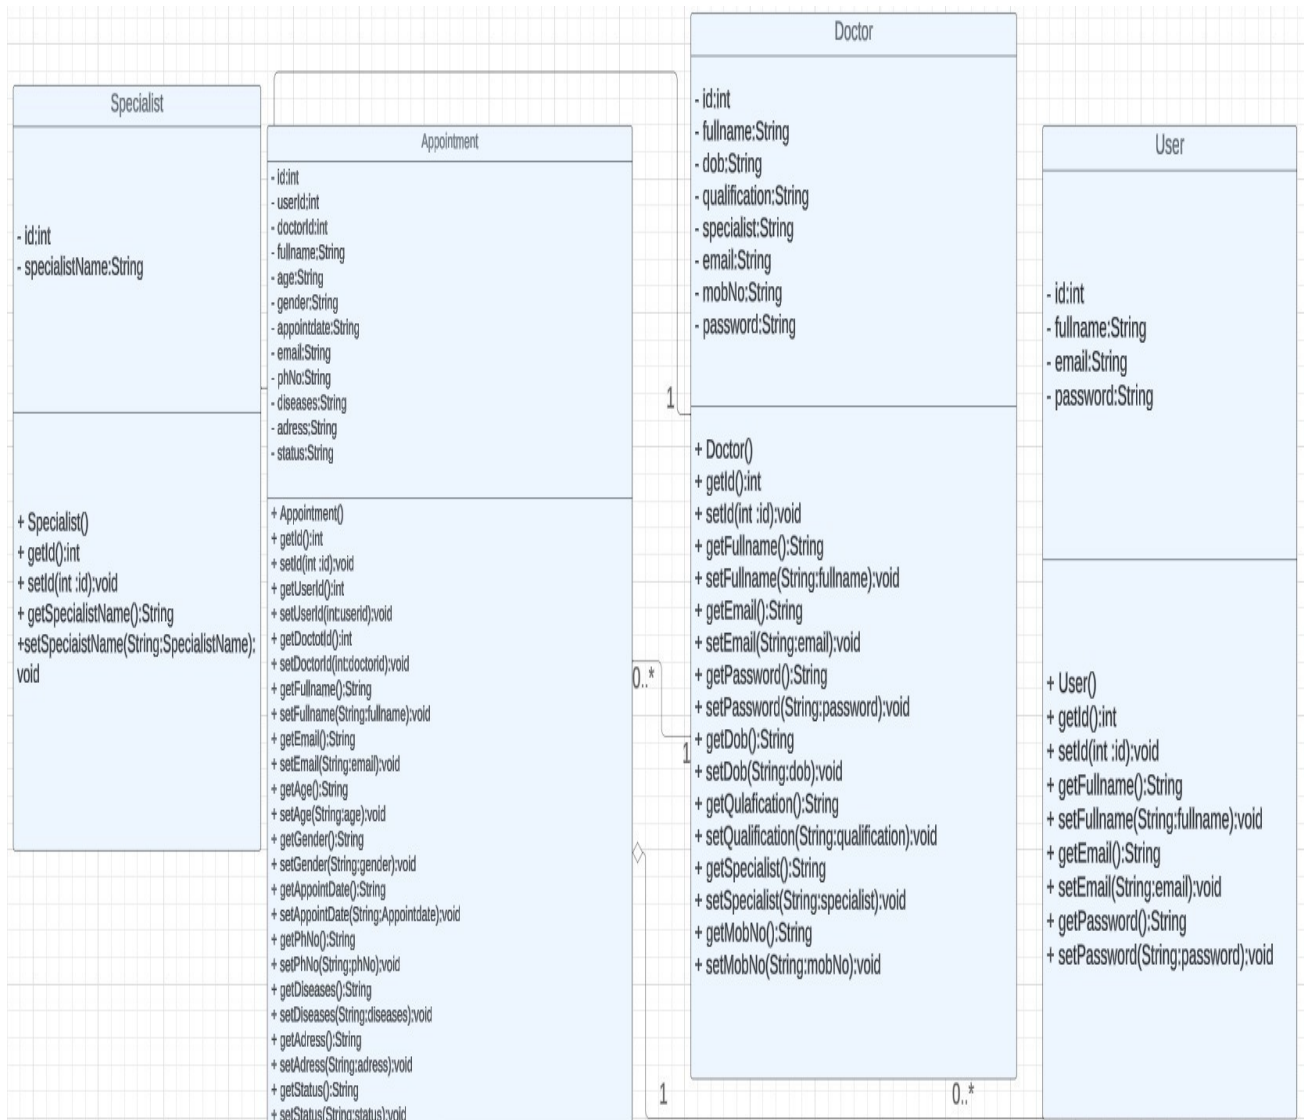 Specialist
- id:int
- specialistName:String
+ Specialist()
+ getId():int
+ setId(int :id):void
+ getSpecialistName():String
+setSpeciaistName(String:SpecialistName):
void
Appointment
- id:int
- userId:int
- doctorId:int
- fullname:String
- age:String
- gender:String
- appointdate:String
- email:String
- phNo:String
- diseases:String
- adress:String
- status:String
+ Appointment()
+ getId():int
+ setId(int :id):void
+ getUserId():int
+ setUserId(int:userid):void
+ getDoctotId():int
+ setDoctorId(int:doctorid):void
+ getFullname():String
+ setFullname(String:fullname):void
+ getEmail():String
+ setEmail(String:email):void
+ getAge():String
+ setAge(String:age):void
+ getGender():String
+ setGender(String:gender):void
+ getAppointDate():String
+ setAppointDate(String:Appointdate):void
+ getPhNo():String
+ setPhNo(String:phNo):void
+ getDiseases():String
+ setDiseases(String:diseases):void
+ getAdress():String
+ setAdress(String:adress):void
+ getStatus():String
+ setStatus(String:status):void
1
0..*
1
1
0..*
Doctor
- id:int
- fullname:String
- dob:String
- qualification:String
- specialist:String
- email:String
- mobNo:String
- password:String
+ Doctor()
+ getId():int
+ setId(int :id):void
+ getFullname():String
+ setFullname(String:fullname):void
+ getEmail():String
+ setEmail(String:email):void
+ getPassword():String
+ setPassword(String:password):void
+ getDob():String
+ setDob(String:dob):void
+ getQulafication():String
+ setQualification(String:qualification):void
+ getSpecialist():String
+ setSpecialist(String:specialist):void
+ getMobNo():String
+ setMobNo(String:mobNo):void
User
- id:int
- fullname:String
- email:String
- password:String
+ User()
+ getId():int
+ setId(int :id):void
+ getFullname():String
+ setFullname(String:fullname):void
+ getEmail():String
+ setEmail(String:email):void
+ getPassword():String
+ setPassword(String:password):void